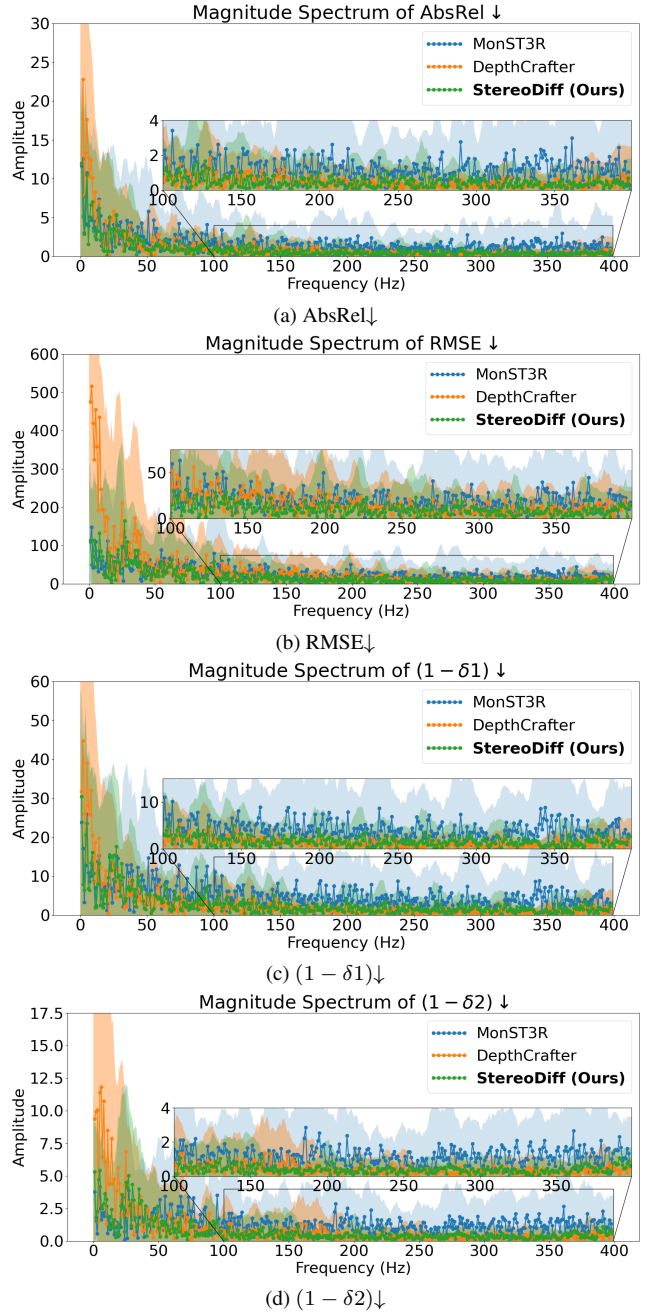 Magnitude Spectrum of AbsRel ↓
30
25
20
15
10
5
0
Amplitude
MonST3R
DepthCrafter
StereoDiff (Ours)
4
2
0
100 150 200 250 300 350
0 50 100 150 200 250 300 350 400
Frequency (Hz)
(a) AbsRel↓
Magnitude Spectrum of RMSE ↓
600
500
400
300
200
100
0
Amplitude
MonST3R
DepthCrafter
StereoDiff (Ours)
50
0
100 150 200 250 300 350
0 50 100 150 200 250 300 350 400
Frequency (Hz)
(b) RMSE↓
Magnitude Spectrum of (1 − δ1) ↓
60
50
40
30
20
10
0
Amplitude
MonST3R
DepthCrafter
StereoDiff (Ours)
10
0
100 150 200 250 300 350
0 50 100 150 200 250 300 350 400
Frequency (Hz)
(c) (1 − δ1)↓
Magnitude Spectrum of (1 − δ2) ↓
17.5
15.0
12.5
10.0
7.5
5.0
2.5
0.0
Amplitude
MonST3R
DepthCrafter
StereoDiff (Ours)
4
2
0
100 150 200 250 300 350
0 50 100 150 200 250 300 350 400
Frequency (Hz)
(d) (1 − δ2)↓